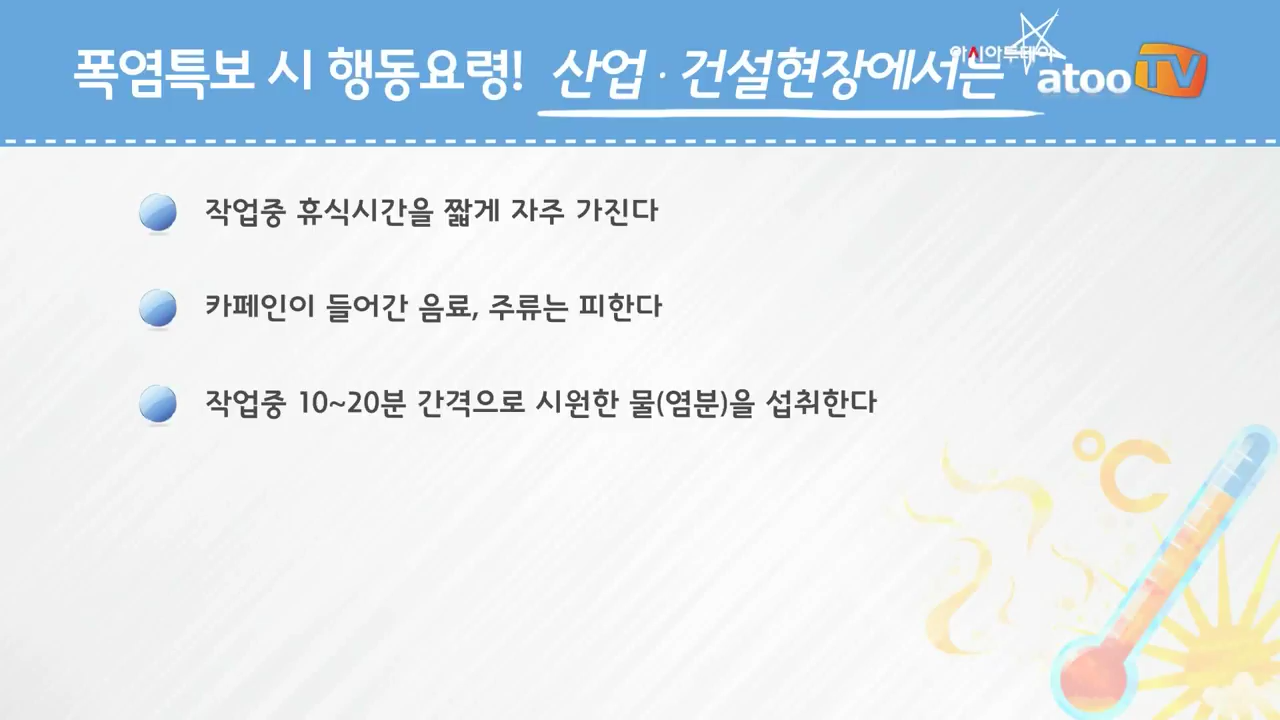 폭염특보 시 행동요령! 산업·건설현장에서는
아시아투데이
atooTV
작업중 휴식시간을 짧게 자주 가진다
카페인이 들어간 음료, 주류는 피한다
작업중 10~20분 간격으로 시원한 물(염분)을 섭취한다
℃